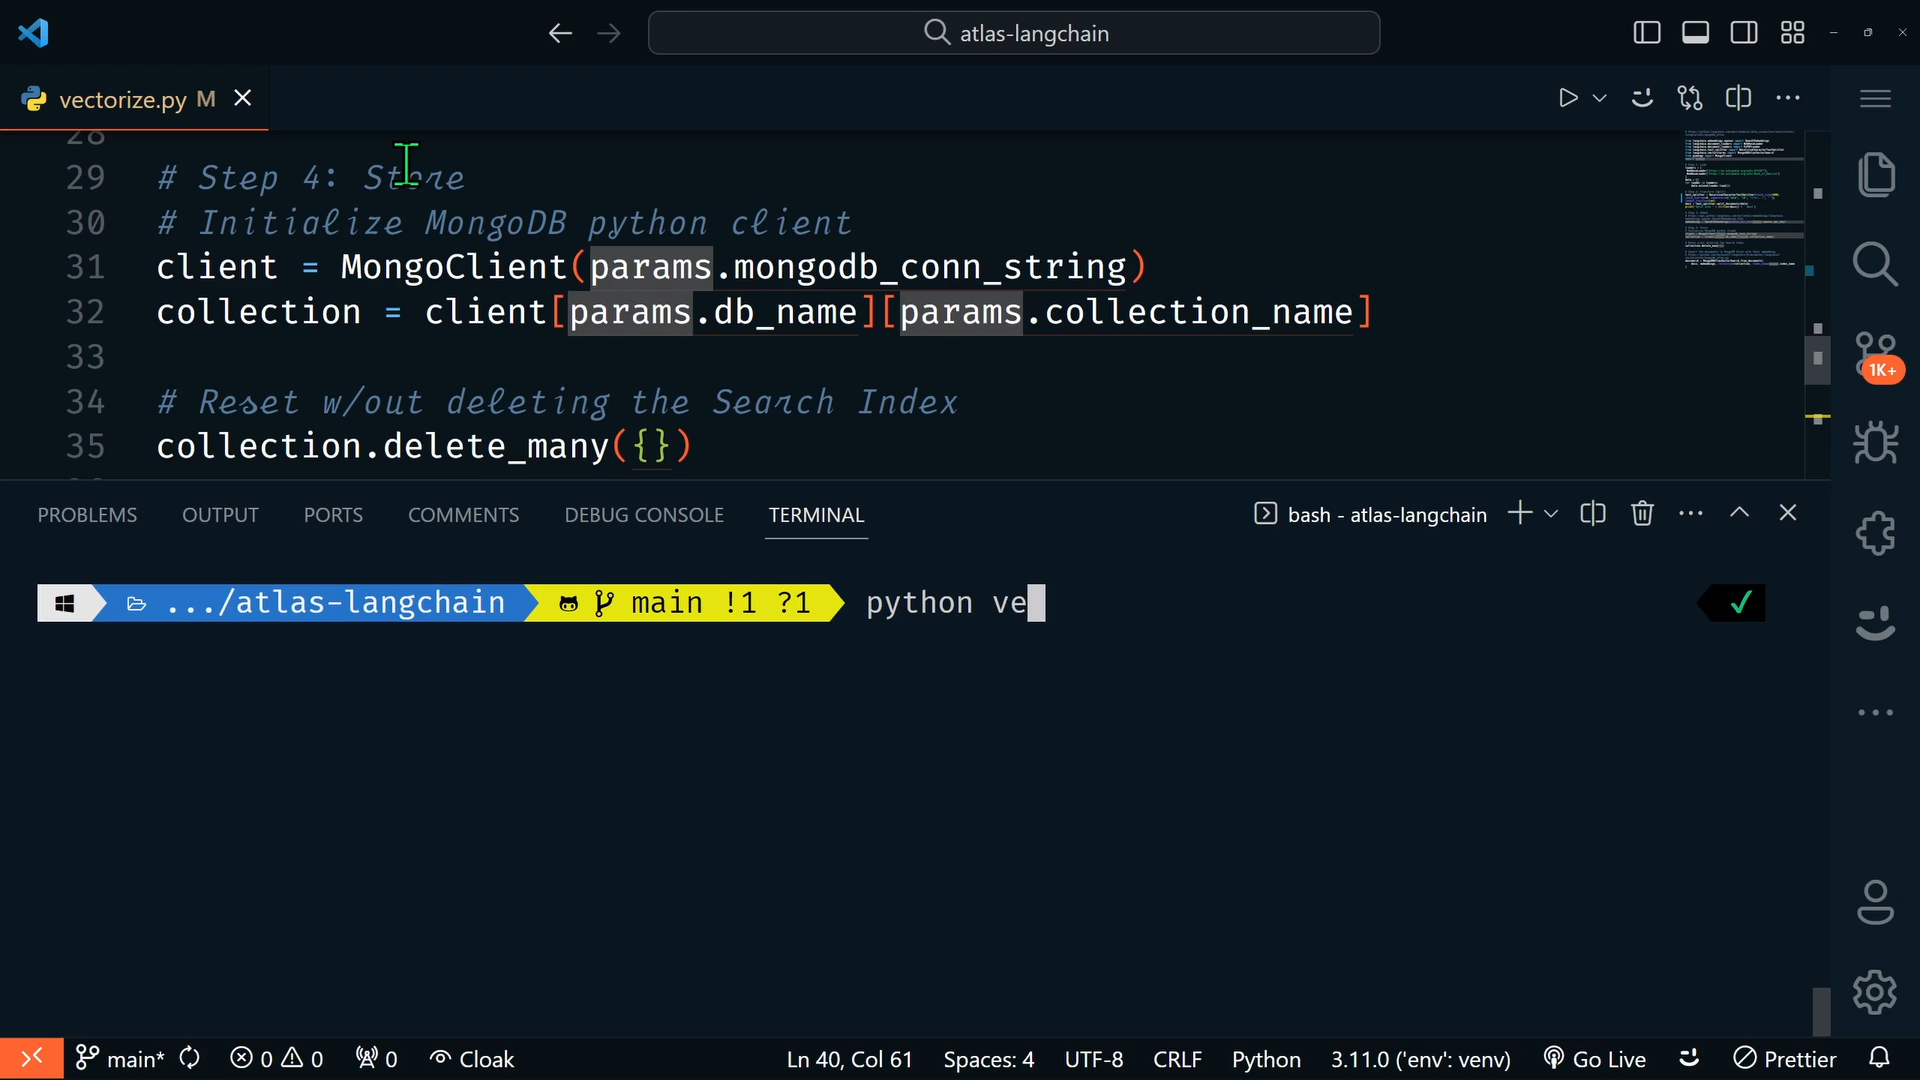 atlas-langchain
vectorize.py M
28
29 # Step 4: Store
30 # Initialize MongoDB python client
31 client = MongoClient(params.mongodb_conn_string)
32 collection = client[params.db_name][params.collection_name]
33
34 # Reset w/out deleting the Search Index
35 collection.delete_many({})
1K+
PROBLEMS OUTPUT PORTS COMMENTS DEBUG CONSOLE TERMINAL bash - atlas-langchain
.../atlas-langchain main !1 ?1 python ve
main* 0 0 0 Cloak Ln 40, Col 61 Spaces: 4 UTF-8 CRLF Python 3.11.0 ('env': venv) Go Live Prettier